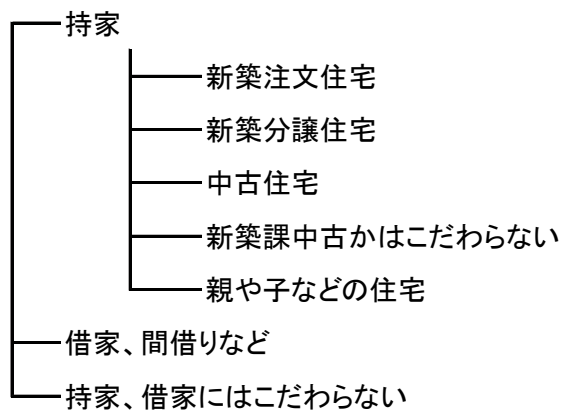 持家
新築注文住宅
新築分譲住宅
中古住宅
新築課中古かはこだわらない
親や子などの住宅
借家、間借りなど
持家、借家にはこだわらない